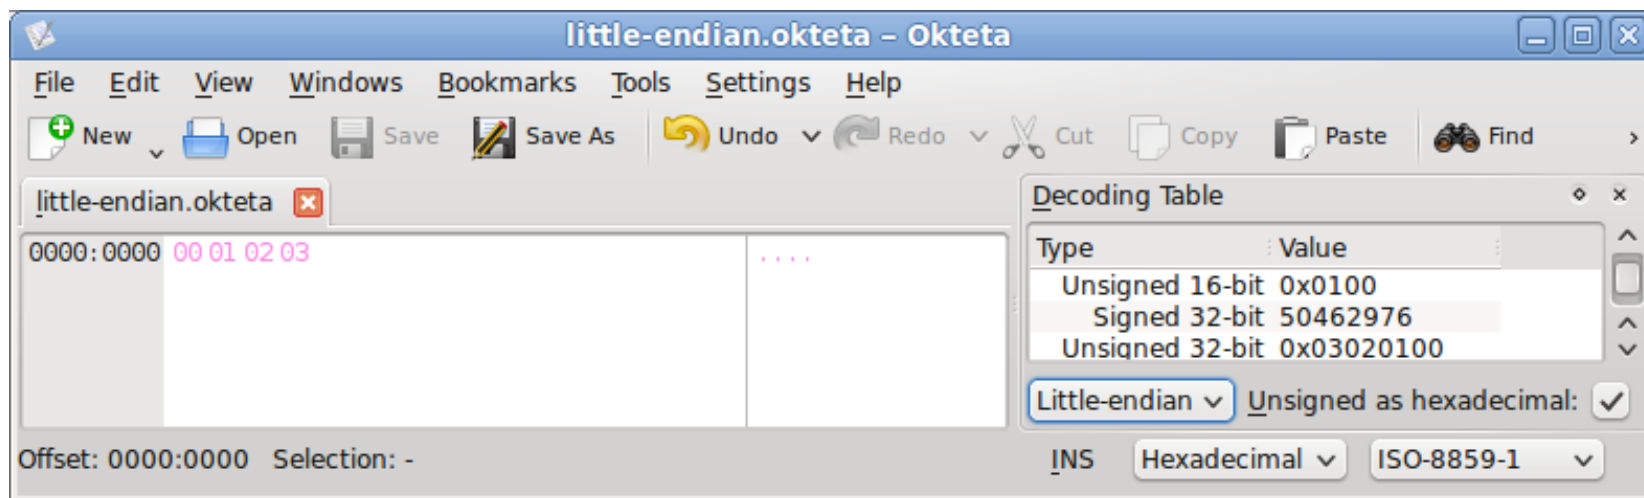 little-endian.okteta – Okteta
File Edit View Windows Bookmarks Tools Settings Help
New Open Save Save As Undo Redo Cut Copy Paste Find
little-endian.okteta
Decoding Table
0000:0000 00 01 02 03 ....
Type Value
Unsigned 16-bit 0x0100
Signed 32-bit 50462976
Unsigned 32-bit 0x03020100
Little-endian Unsigned as hexadecimal:
Offset: 0000:0000 Selection: - INS Hexadecimal ISO-8859-1